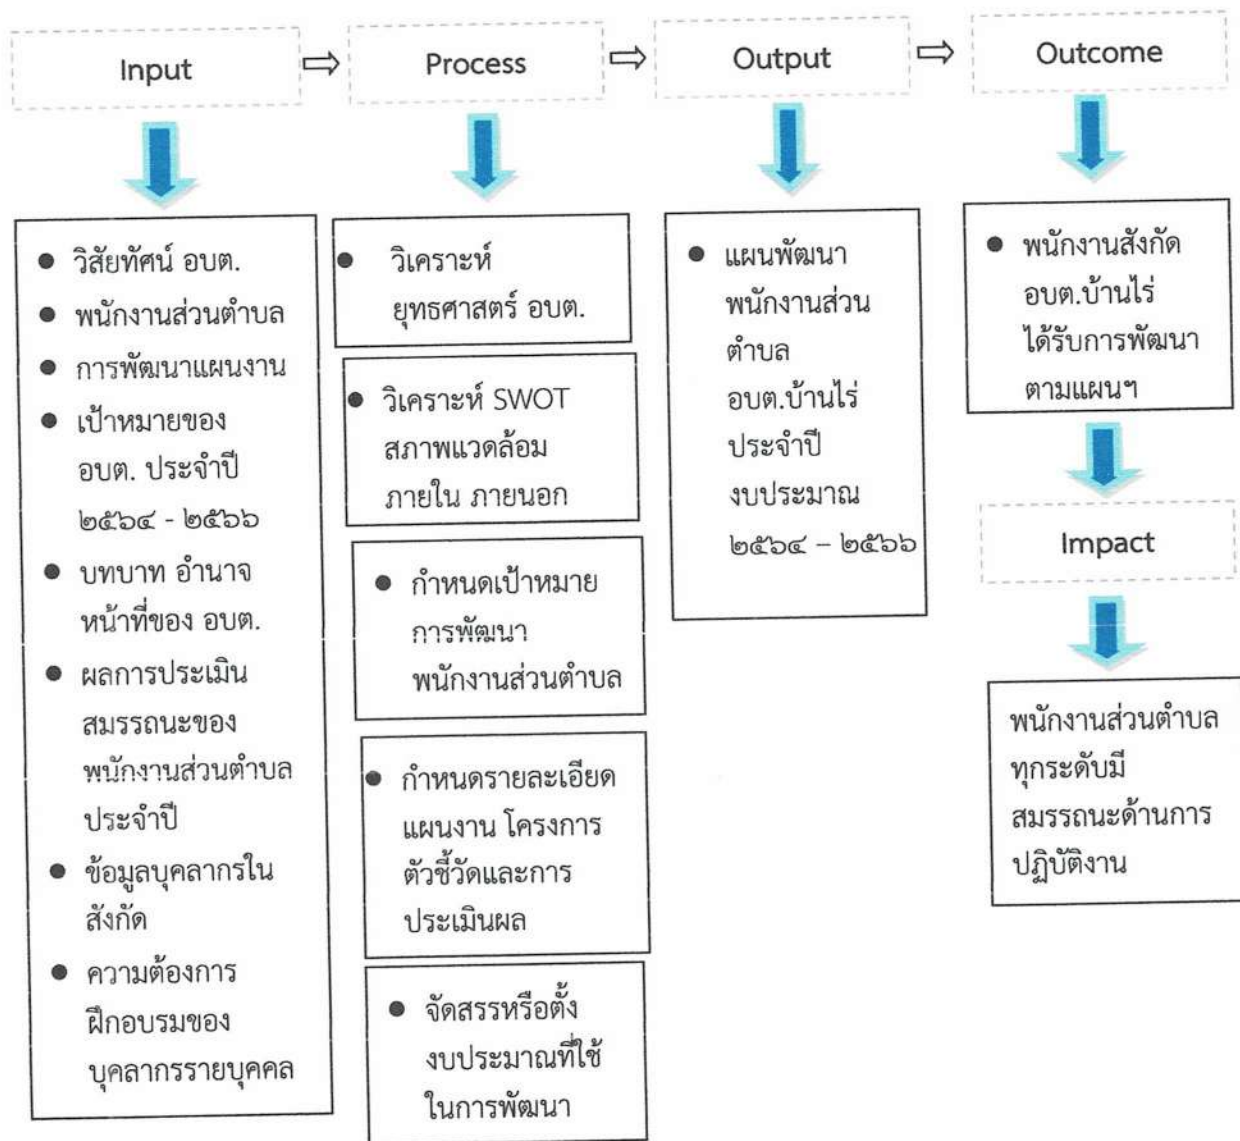 Input
Process
Output
Outcome
วิสัยทัศน์ อบต.
พนักงานส่วนตำบล
การพัฒนาแผนงาน
เป้าหมายของ
อบต. ประจำปี
๒๕๖๔ - ๒๕๖๖
บทบาท อำนาจ
หน้าที่ของ อบต.
ผลการประเมิน
สมรรถนะของ
พนักงานส่วนตำบล
ประจำปี
ข้อมูลบุคลากรใน
สังกัด
ความต้องการ
ฝึกอบรมของ
บุคลากรรายบุคคล
วิเคราะห์
ยุทธศาสตร์ อบต.
วิเคราะห์ SWOT
สภาพแวดล้อม
ภายใน ภายนอก
กำหนดเป้าหมาย
การพัฒนา
พนักงานส่วนตำบล
กำหนดรายละเอียด
แผนงาน โครงการ
ตัวชี้วัดและการ
ประเมินผล
จัดสรรหรือตั้ง
งบประมาณที่ใช้
ในการพัฒนา
แผนพัฒนา
พนักงานส่วน
ตำบล
อบต.บ้านไร่
ประจำปี
งบประมาณ
๒๕๖๔ – ๒๕๖๖
พนักงานสังกัด
อบต.บ้านไร่
ได้รับการพัฒนา
ตามแผนฯ
Impact
พนักงานส่วนตำบล
ทุกระดับมี
สมรรถนะด้านการ
ปฏิบัติงาน